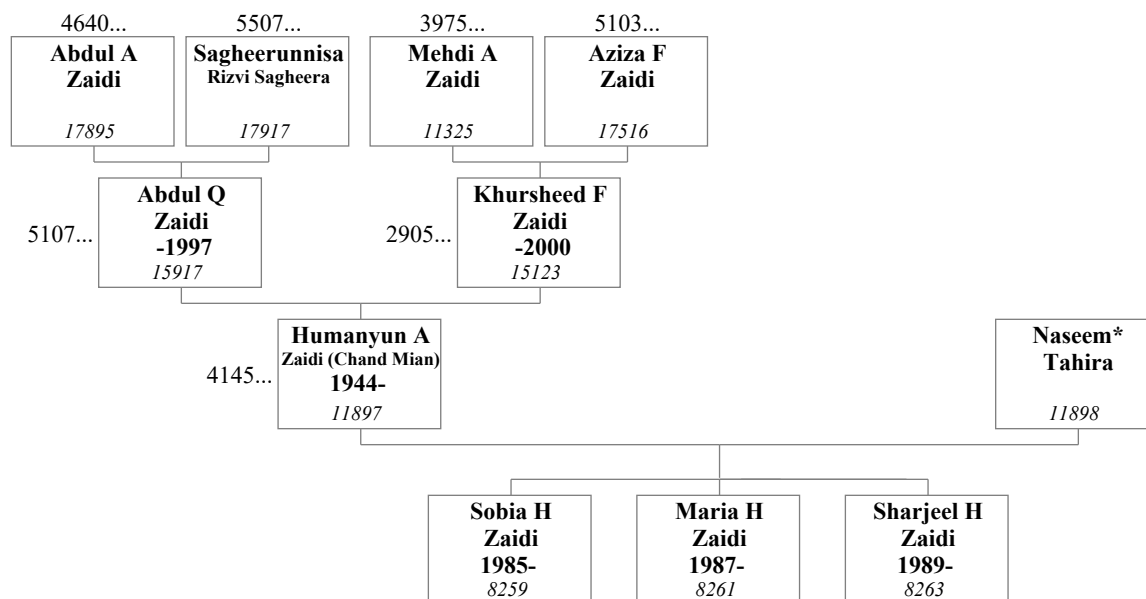 4640...
5507...
3975...
5103...
Abdul A
Zaidi
17895
Sagheerunnisa
Rizvi Sagheera
17917
Mehdi A
Zaidi
11325
Aziza F
Zaidi
17516
5107...
Abdul Q
Zaidi
-1997
15917
2905...
Khursheed F
Zaidi
-2000
15123
4145...
Humanyun A
Zaidi (Chand Mian)
1944-
11897
Naseem*
Tahira
11898
Sobia H
Zaidi
1985-
8259
Maria H
Zaidi
1987-
8261
Sharjeel H
Zaidi
1989-
8263